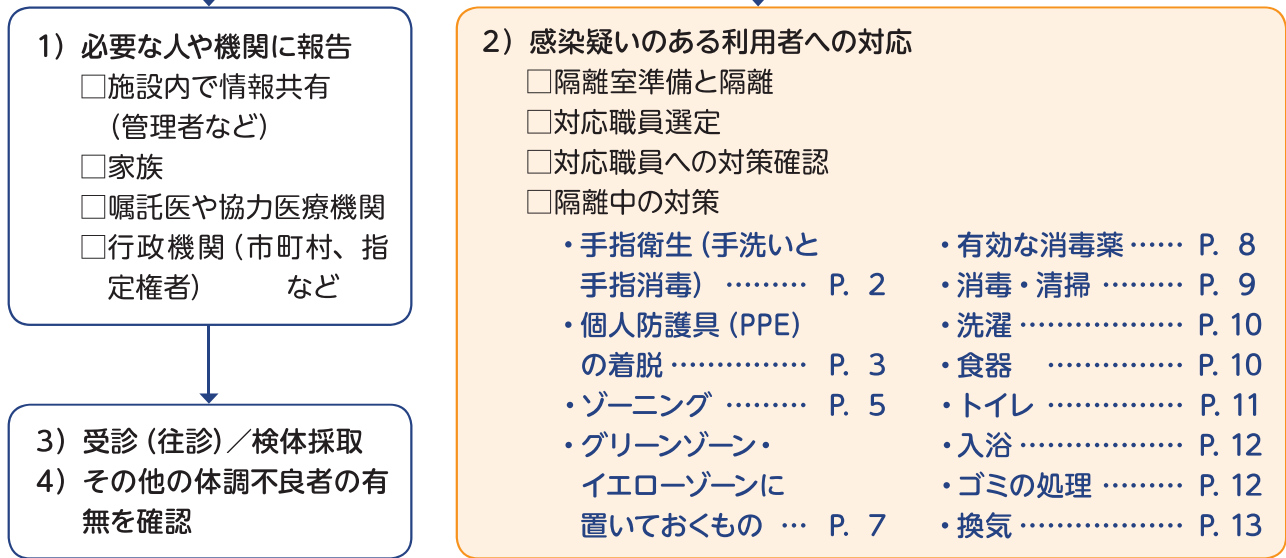 1）必要な人や機関に報告
□施設内で情報共有
（管理者など）
□家族
□嘱託医や協力医療機関
□行政機関（市町村、指
定権者）　　　など
3）受診（往診）／検体採取
4）その他の体調不良者の有
無を確認
2）感染疑いのある利用者への対応
□隔離室準備と隔離
□対応職員選定
□対応職員への対策確認
□隔離中の対策
・手指衛生（手洗いと
手指消毒） ……… P. 2
・個人防護具（PPE）
の着脱 …………… P. 3
・ゾーニング ……… P. 5
・グリーンゾーン・
イエローゾーンに
置いておくもの … P. 7
・有効な消毒薬 …… P. 8
・消毒・清掃 ……… P. 9
・洗濯 ……………… P. 10
・食器 …………… P. 10
・トイレ …………… P. 11
・入浴 ……………… P. 12
・ゴミの処理 ……… P. 12
・換気 ……………… P. 13